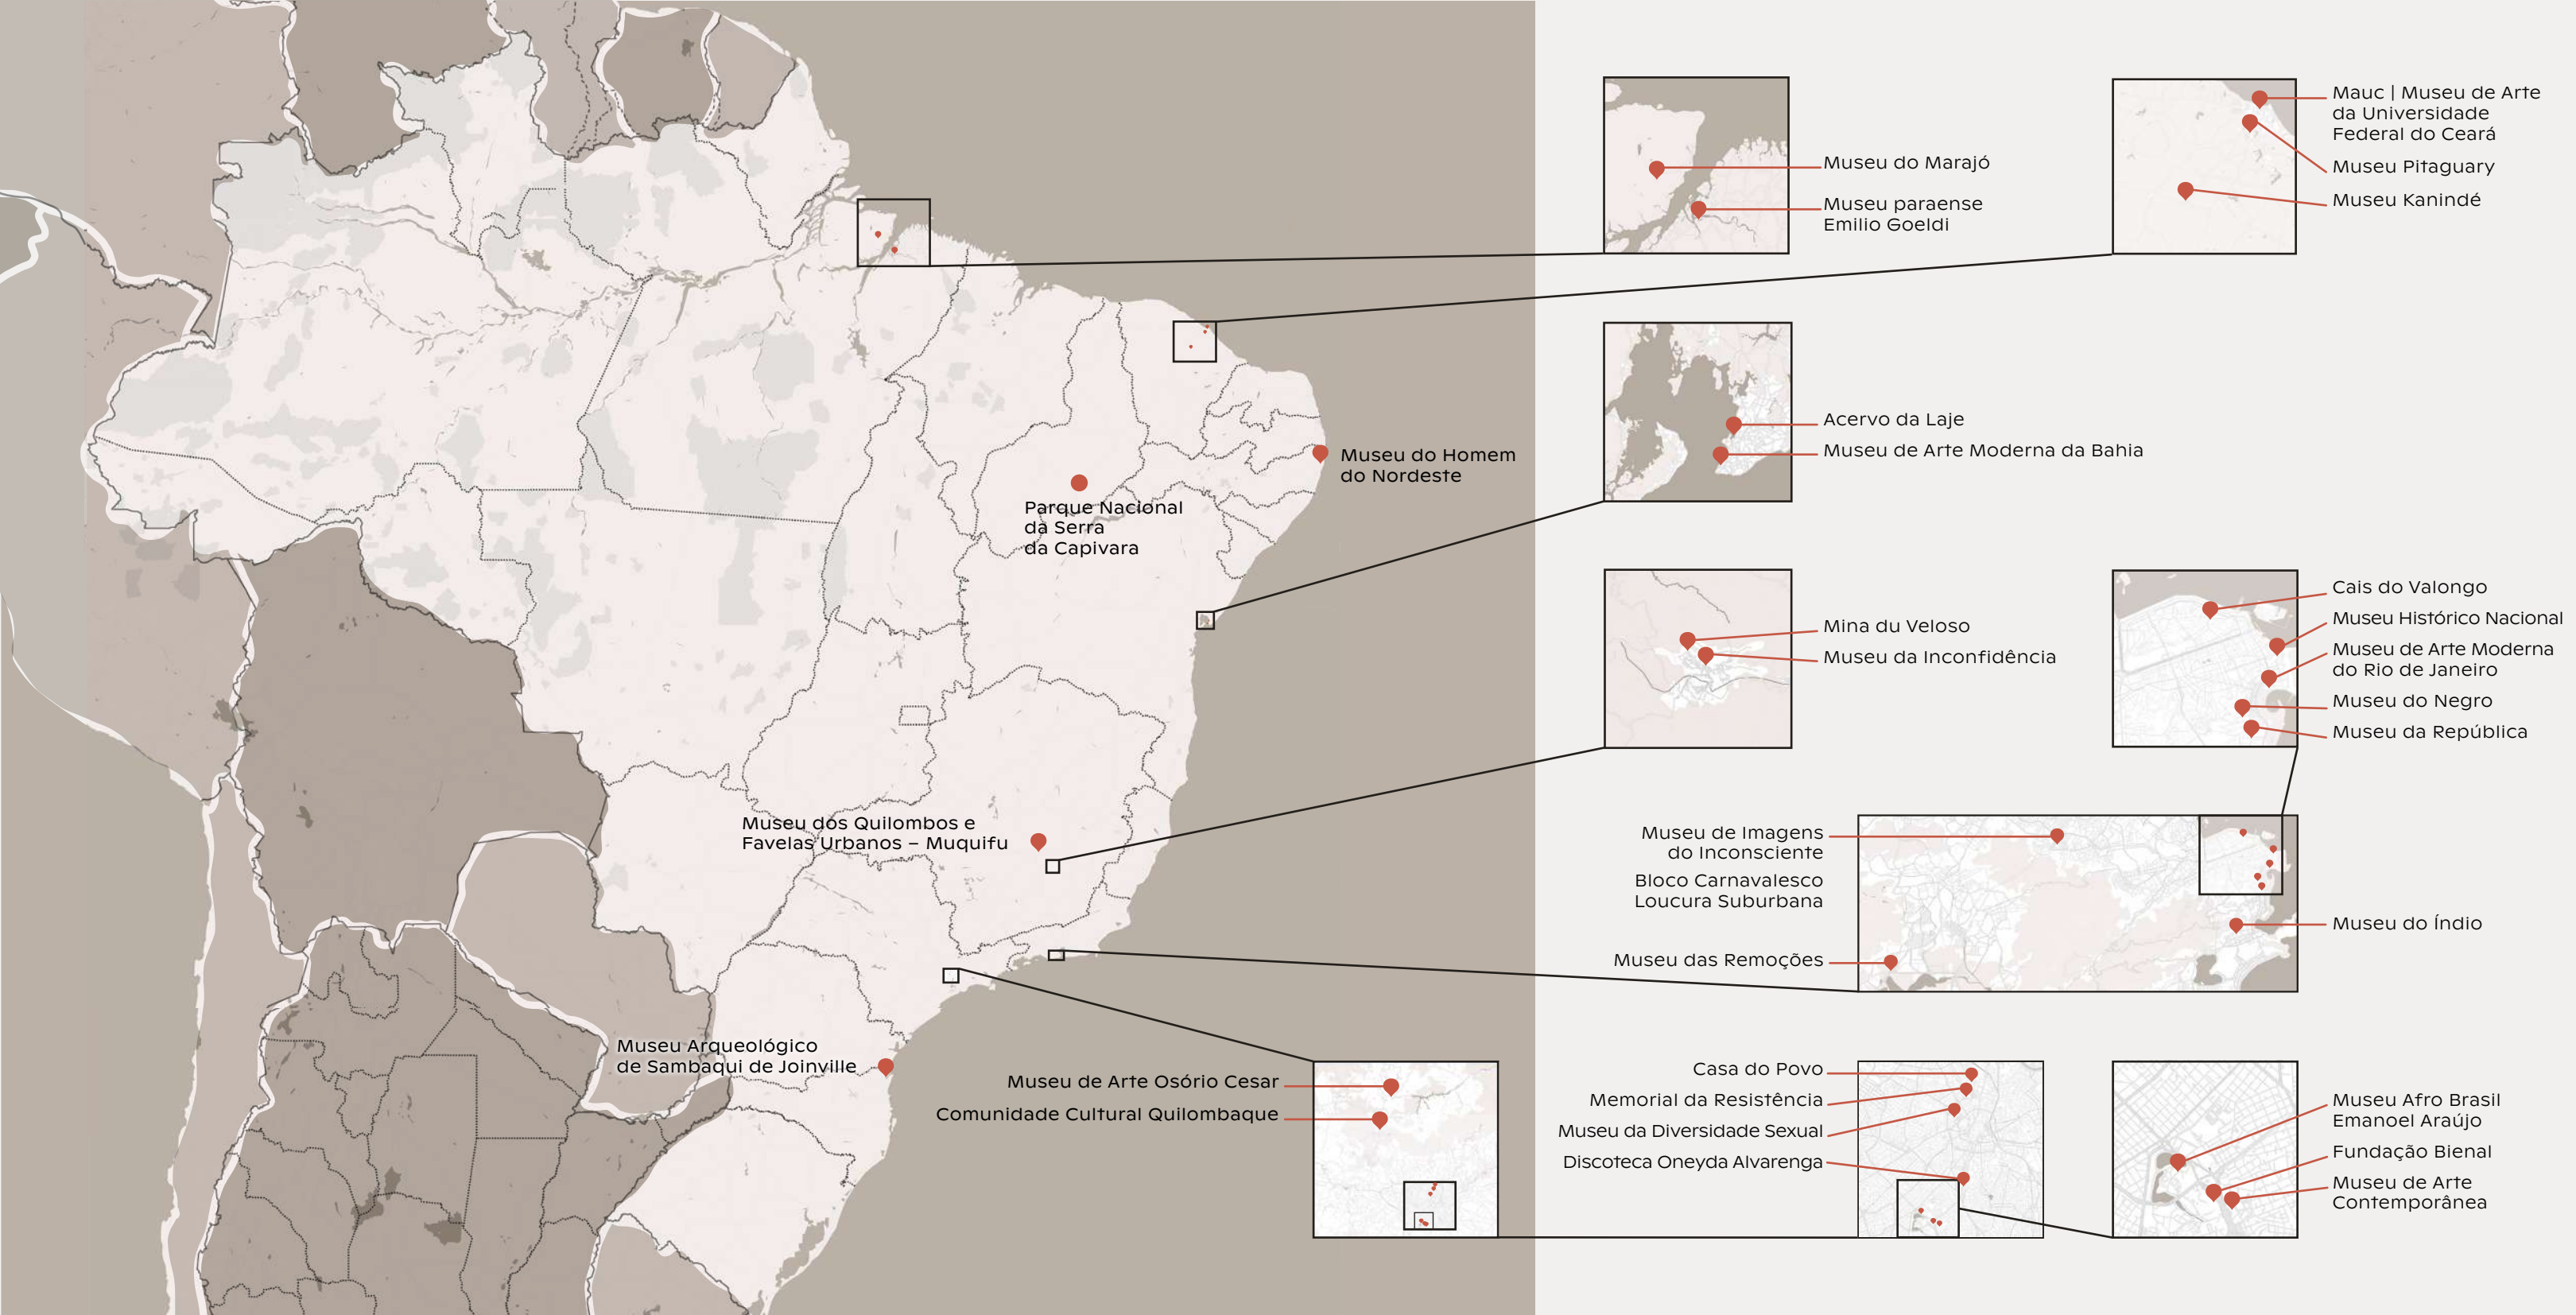 Museu do Marajó
Museu paraense
Emilio Goeldi
Mauc | Museu de Arte
da Universidade
Federal do Ceará
Museu Pitaguary
Museu Kanindé
Acervo da Laje
Museu de Arte Moderna da Bahia
Museu do Homem
do Nordeste
Parque Nacional
da Serra
da Capivara
Mina du Veloso
Museu da Inconfidência
Cais do Valongo
Museu Histórico Nacional
Museu de Arte Moderna
do Rio de Janeiro
Museu do Negro
Museu da República
Museu dos Quilombos e
Favelas Urbanos – Muquifu
Museu de Imagens
do Inconsciente
Bloco Carnavalesco
Loucura Suburbana
Museu das Remoções
Museu do Índio
Museu Arqueológico
de Sambaqui de Joinville
Museu de Arte Osório Cesar
Comunidade Cultural Quilombaque
Casa do Povo
Memorial da Resistência
Museu da Diversidade Sexual
Discoteca Oneyda Alvarenga
Museu Afro Brasil
Emanoel Araújo
Fundação Bienal
Museu de Arte
Contemporânea